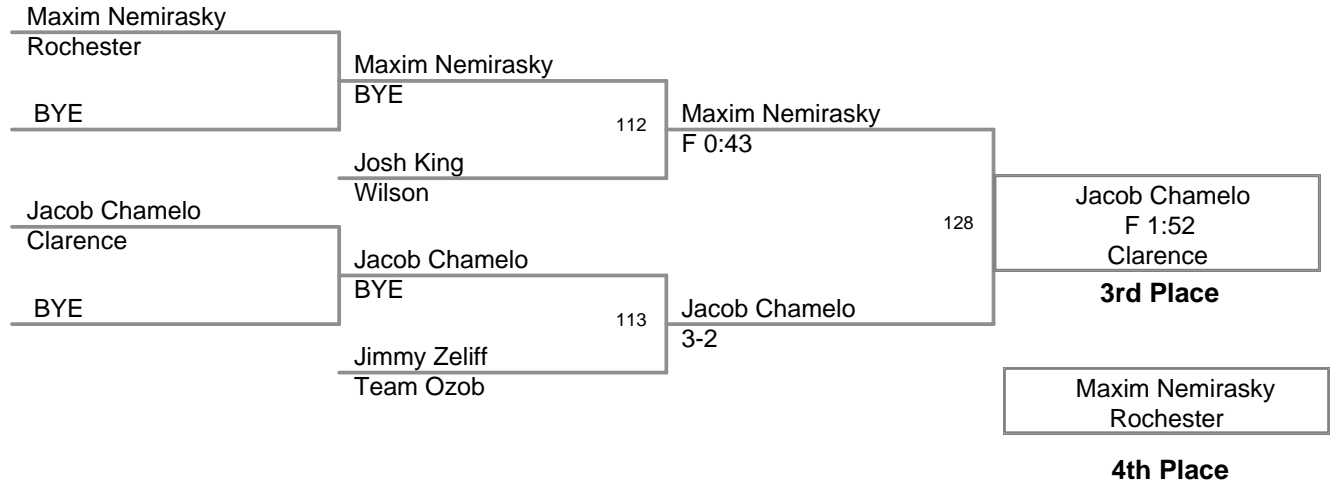 Maxim Nemirasky
Rochester
BYE
Jacob Chamelo
Clarence
BYE
Maxim Nemirasky
BYE
112
Josh King
Wilson
Jacob Chamelo
BYE
113
Jimmy Zeliff
Team Ozob
Maxim Nemirasky
F 0:43
128
Jacob Chamelo
3-2
Jacob Chamelo
F 1:52
Clarence
3rd Place
Maxim Nemirasky
Rochester
4th Place